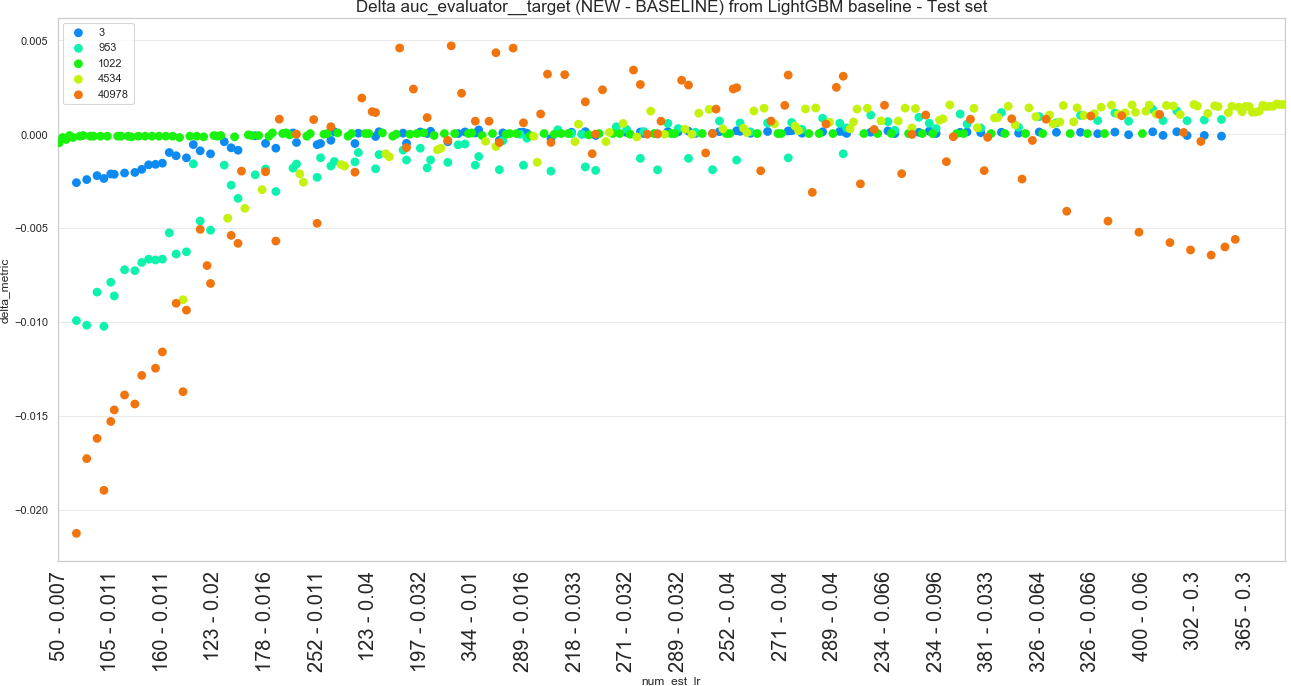 Delta auc_evaluator__target (NEW - BASELINE) from LightGBM baseline - Test set
3
953
1022
4534
40978
delta_metric
0.005
0.000
−0.005
−0.010
−0.015
−0.020
50 - 0.007
105 - 0.011
160 - 0.011
123 - 0.02
178 - 0.016
252 - 0.011
123 - 0.04
197 - 0.032
344 - 0.01
289 - 0.016
218 - 0.033
271 - 0.032
289 - 0.032
252 - 0.04
271 - 0.04
289 - 0.04
234 - 0.066
234 - 0.096
381 - 0.033
326 - 0.064
326 - 0.066
400 - 0.06
302 - 0.3
365 - 0.3
num_est_lr